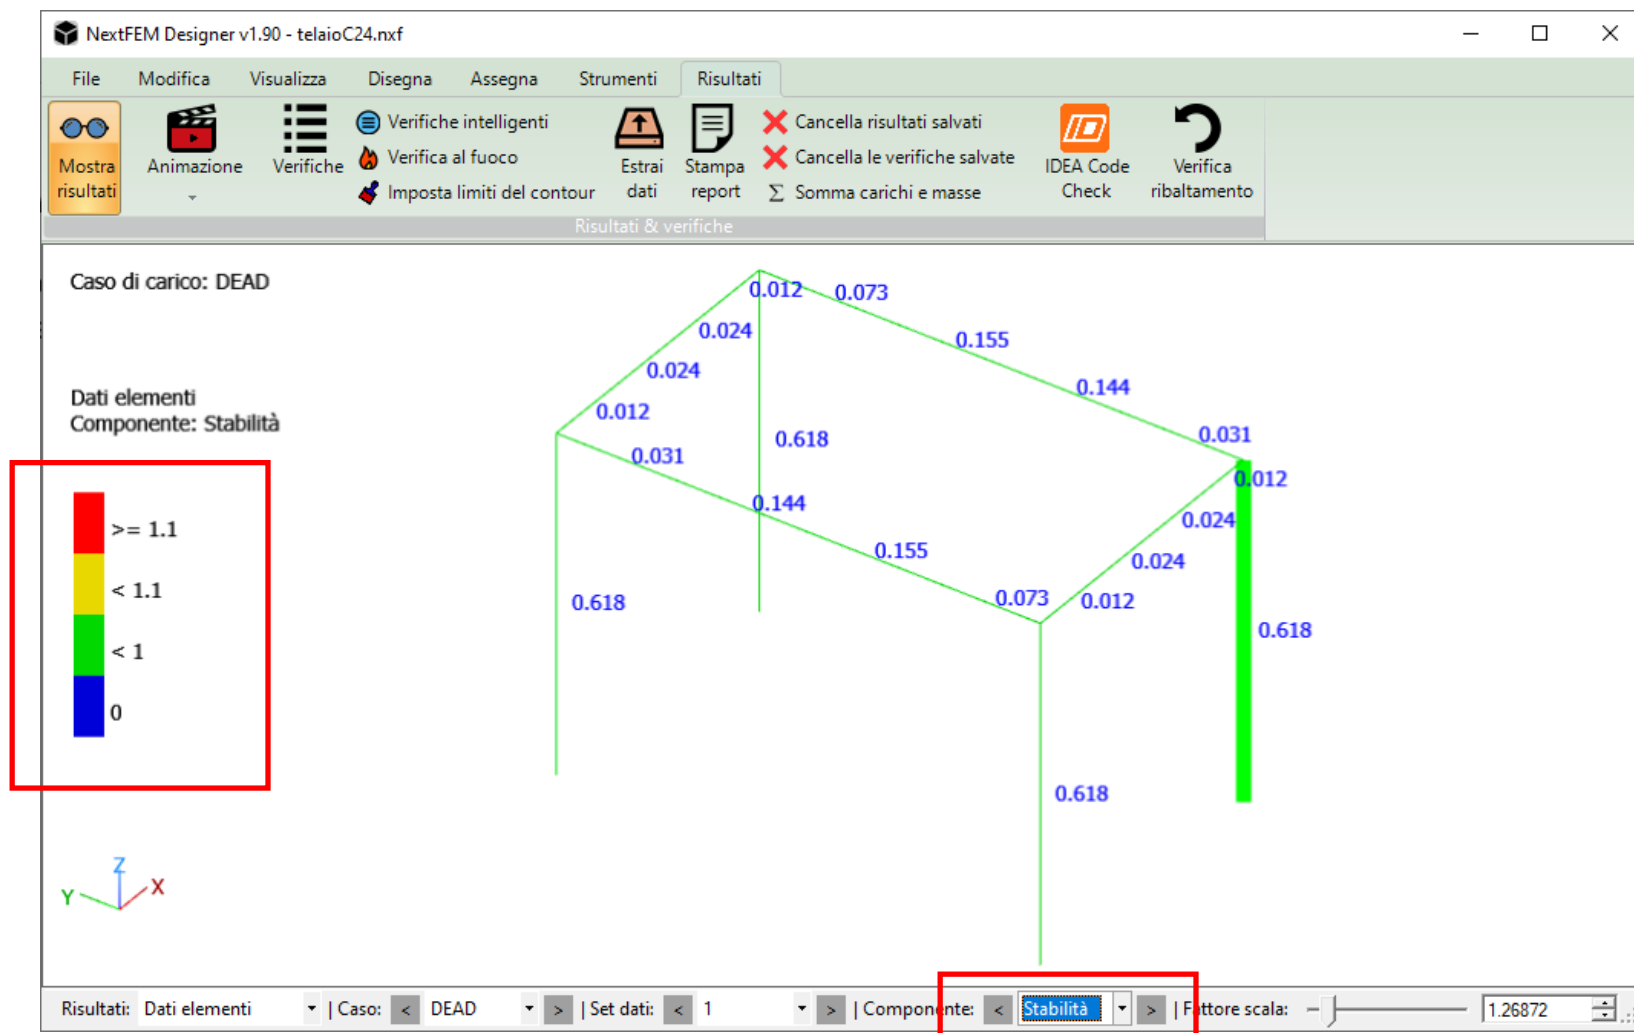 NextFEM Designer v1.90 - telaioC24.nxf
File Modifica Visualizza Disegna Assegna Strumenti Risultati
Mostra risultati
Animazione
Verifiche
Verifiche intelligenti
Verifica al fuoco
Imposta limiti del contour
Estrai dati
Stampa report
Cancella risultati salvati
Cancella le verifiche salvate
Σ Somma carichi e masse
IDEA Code Check
Verifica ribaltamento
Risultati & verifiche
Caso di carico: DEAD
Dati elementi
Componente: Stabilità
>= 1.1
< 1.1
< 1
0
0.012 0.073
0.024
0.155
0.024
0.144
0.012
0.031
0.618
0.031
0.012
0.144
0.024
0.155
0.024
0.073 0.012
0.618
0.618
0.618
Z
X
Y
Risultati: Dati elementi | Caso: < DEAD > | Set dati: < 1 > | Componente: < Stabilità > | Fattore scala: 1.26872